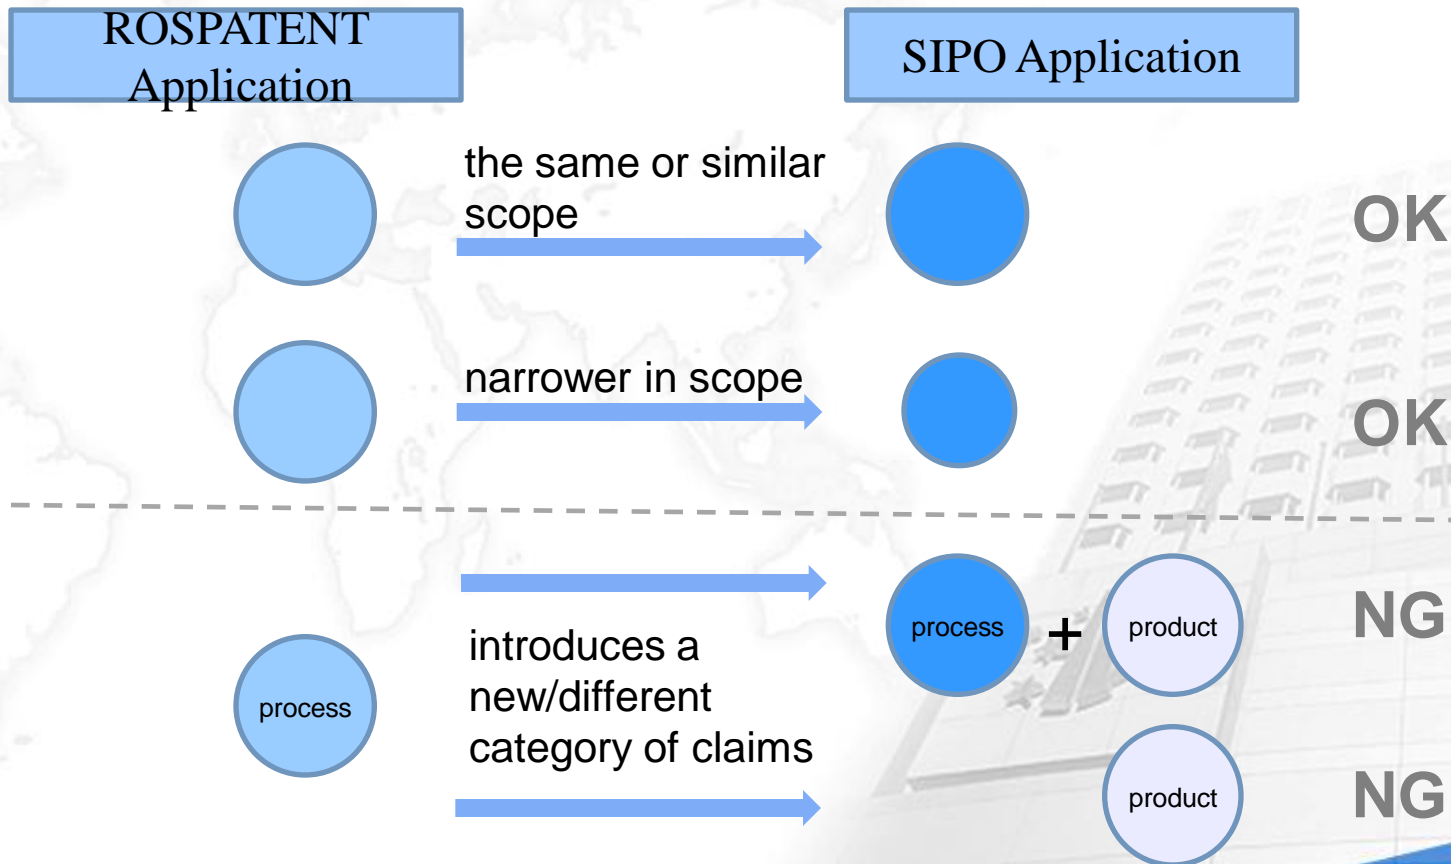 ROSPATENT
Application
SIPO Application
the same or similar
scope
OK
narrower in scope
OK
process
introduces a
new/different
category of claims
process
+
product
NG
product
NG